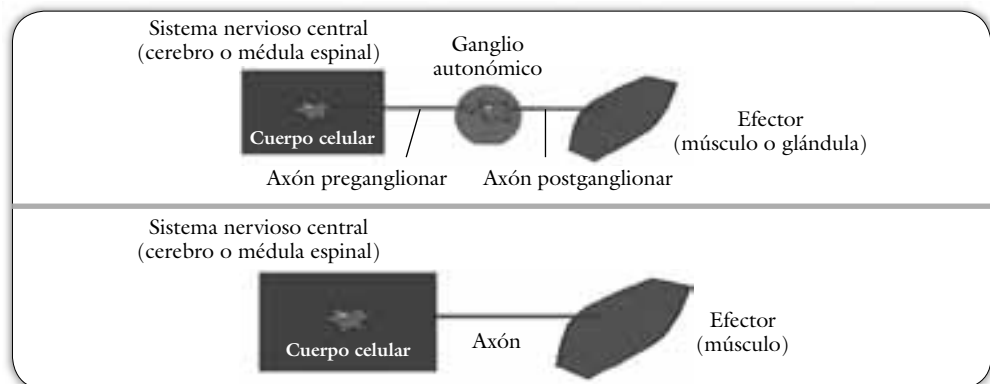 Sistema nervioso central
(cerebro o médula espinal)
Ganglio
autonómico
Cuerpo celular
Efector
(músculo o glándula)
Axón preganglionar
Axón postganglionar
Sistema nervioso central
(cerebro o médula espinal)
Cuerpo celular
Axón
Efector
(músculo)